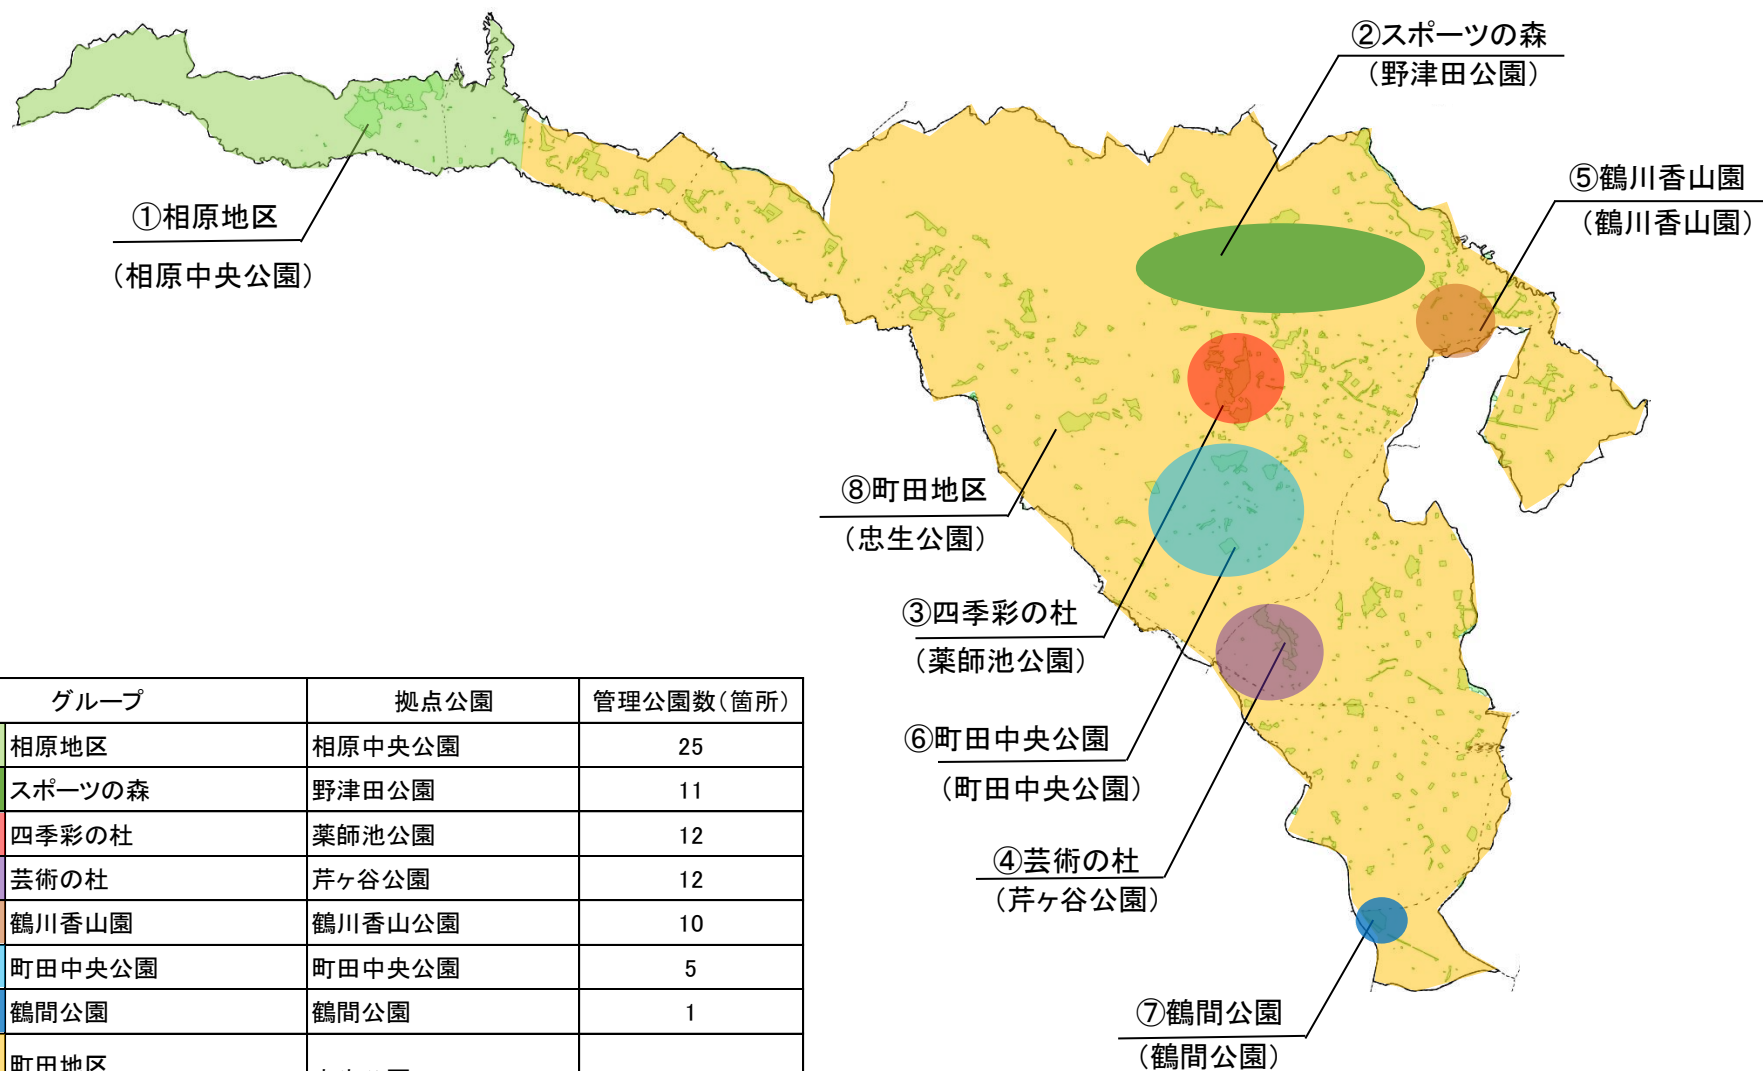 ②スポーツの森
（野津田公園）
⑤鶴川香山園
（鶴川香山園）
①相原地区
（相原中央公園）
⑧町田地区
（忠生公園）
③四季彩の杜
（薬師池公園）
⑥町田中央公園
（町田中央公園）
④芸術の杜
（芹ヶ谷公園）
⑦鶴間公園
（鶴間公園）
グループ 拠点公園 管理公園数（箇所）
相原地区 相原中央公園 25
スポーツの森 野津田公園 11
四季彩の杜 薬師池公園 12
芸術の杜 芹ヶ谷公園 12
鶴川香山園 鶴川香山公園 10
町田中央公園 町田中央公園 5
鶴間公園 鶴間公園 1
町田地区